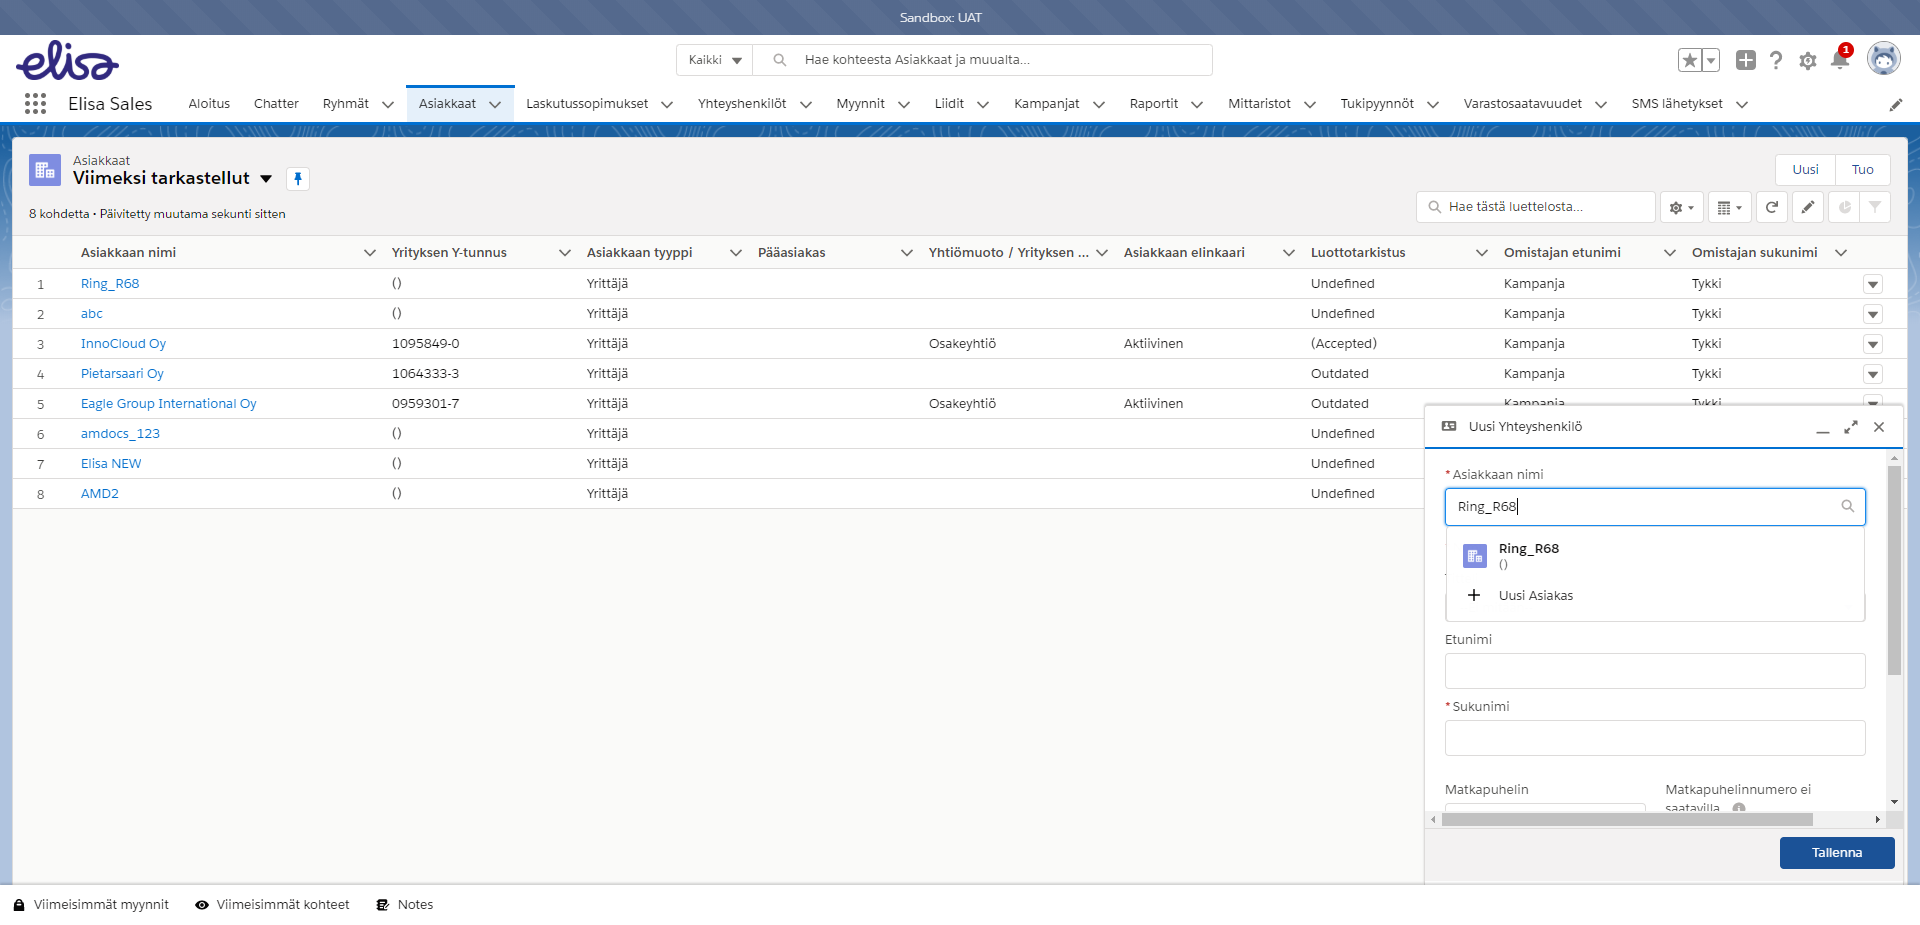 Sandbox: UAT
elisa
Kaikki
Hae kohteesta Asiakkaat ja muualta...
1
Elisa Sales
Aloitus
Chatter
Ryhmät
Asiakkaat
Laskutussopimukset
Yhteyshenkilöt
Myynnit
Liidit
Kampanjat
Raportit
Mittaristot
Tukipyynnöt
Varastosaatavuudet
SMS lähetykset
Asiakkaat
Viimeksi tarkastellut
Uusi
Tuo
8 kohdetta • Päivitetty muutama sekunti sitten
Hae tästä luettelosta...
Asiakkaan nimi
Yrityksen Y-tunnus
Asiakkaan tyyppi
Pääasiakas
Yhtiömuoto / Yrityksen ...
Asiakkaan elinkaari
Luottotarkistus
Omistajan etunimi
Omistajan sukunimi
1 Ring_R68 () Yrittäjä Undefined Kampanja Tykki
2 abc () Yrittäjä Undefined Kampanja Tykki
3 InnoCloud Oy 1095849-0 Yrittäjä Osakeyhtiö Aktiivinen (Accepted) Kampanja Tykki
4 Pietarsaari Oy 1064333-3 Yrittäjä Outdated Kampanja Tykki
5 Eagle Group International Oy 0959301-7 Yrittäjä Osakeyhtiö Aktiivinen Outdated Kampanja Tykki
6 amdocs_123 () Yrittäjä Undefined
7 Elisa NEW () Yrittäjä Undefined
8 AMD2 () Yrittäjä Undefined
Uusi Yhteyshenkilö
* Asiakkaan nimi
Ring_R68
Ring_R68
()
Uusi Asiakas
Etunimi
* Sukunimi
Matkapuhelin
Matkapuhelinnumero ei
saatavilla
Tallenna
Viimeisimmät myynnit
Viimeisimmät kohteet
Notes